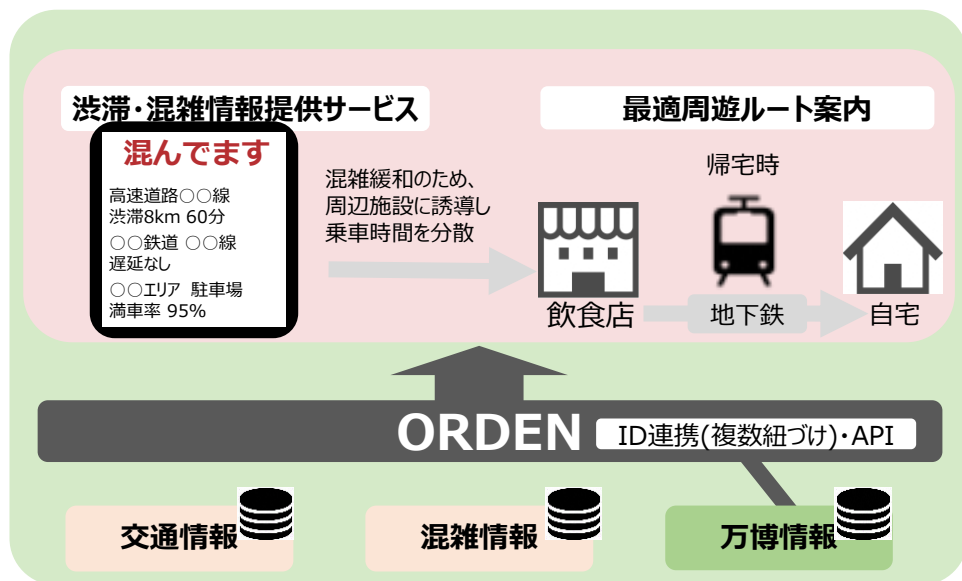 渋滞・混雑情報提供サービス
混んでます
高速道路○○線
渋滞8km 60分
○○鉄道 ○○線
遅延なし
○○エリア 駐車場
満車率 95%
混雑緩和のため、
周辺施設に誘導し
乗車時間を分散
最適周遊ルート案内
帰宅時
飲食店
地下鉄
自宅
ORDEN
ID連携(複数紐づけ)・API
交通情報
混雑情報
万博情報